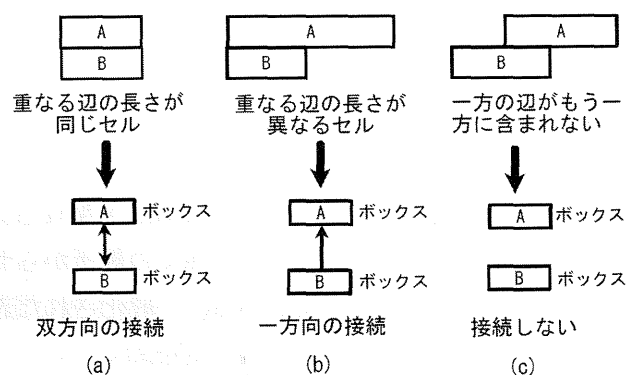 A
B
重なる辺の長さが
同じセル
A ボックス
B ボックス
双方向の接続
(a)
A
B
重なる辺の長さが
異なるセル
A ボックス
B ボックス
一方向の接続
(b)
A
B
一方の辺がもう一
方に含まれない
A ボックス
B ボックス
接続しない
(c)